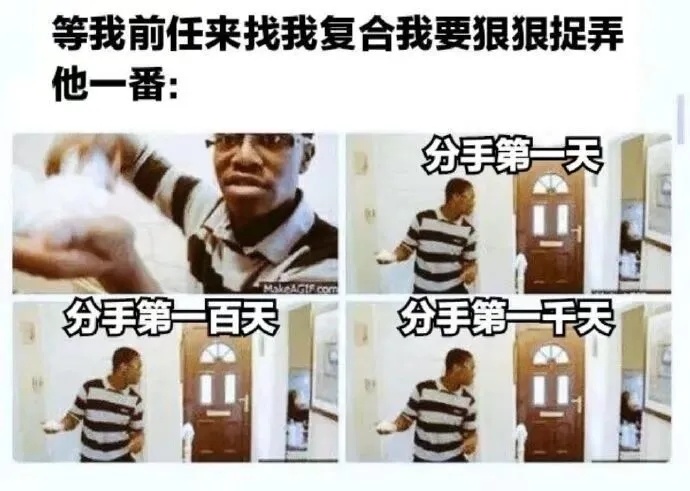 等我前任来找我复合我要狠狠捉弄
他一番:
MakeAGIF.com
分手第一天
分手第一百天
分手第一千天